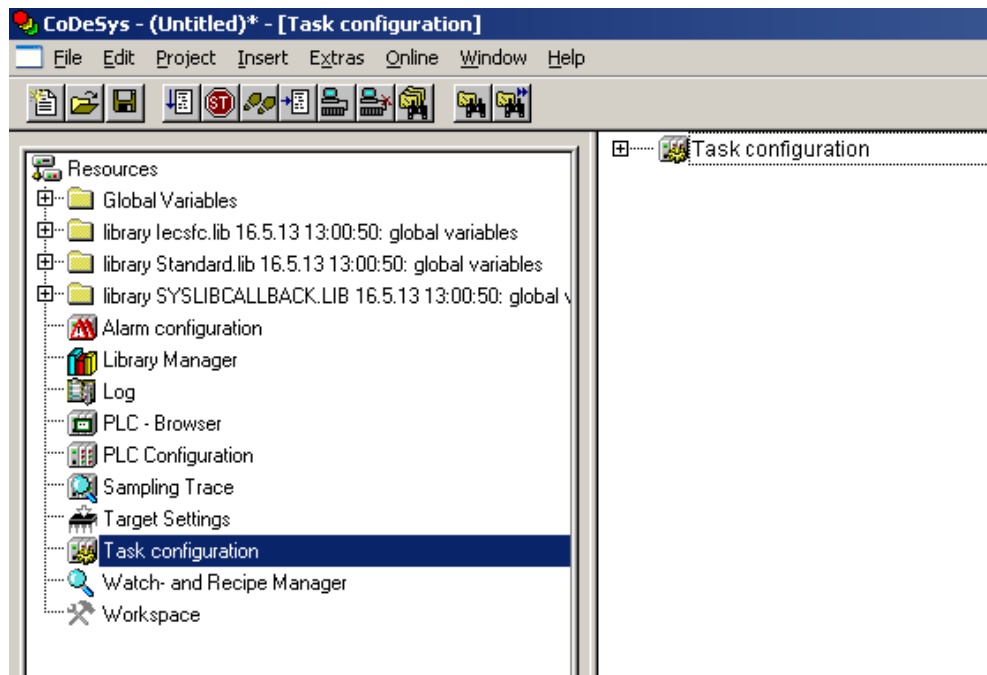 CoDeSys - (Untitled)* - [Task configuration]
File Edit Project Insert Extras Online Window Help
ST
Resources
Global Variables
library Iecsfc.lib 16.5.13 13:00:50: global variables
library Standard.lib 16.5.13 13:00:50: global variables
library SYSLIBCALLBACK.LIB 16.5.13 13:00:50: global v
Alarm configuration
Library Manager
Log
PLC - Browser
PLC Configuration
Sampling Trace
Target Settings
Task configuration
Watch- and Recipe Manager
Workspace
Task configuration